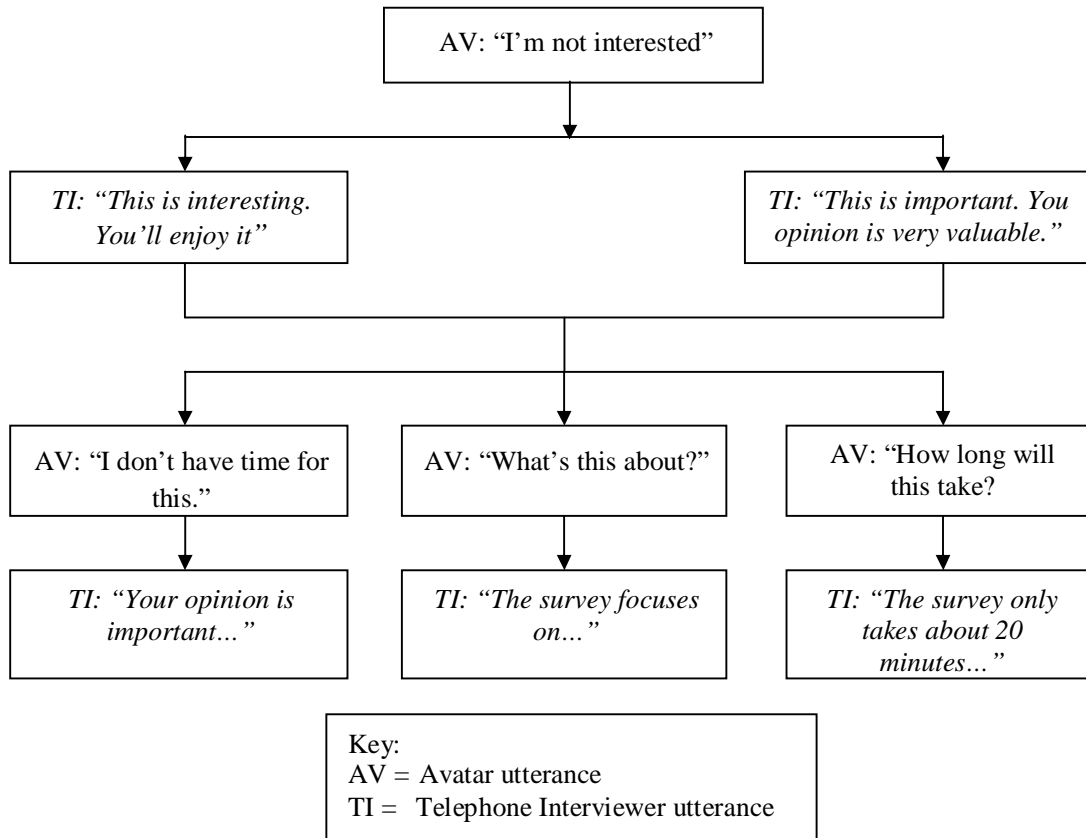 AV: “I’m not interested”
TI: “This is interesting.
You’ll enjoy it”
TI: “This is important. You
opinion is very valuable.”
AV: “I don’t have time for
this.”
AV: “What’s this about?”
AV: “How long will
this take?
TI: “Your opinion is
important…”
TI: “The survey focuses
on…”
TI: “The survey only
takes about 20
minutes…”
Key:
AV = Avatar utterance
TI = Telephone Interviewer utterance